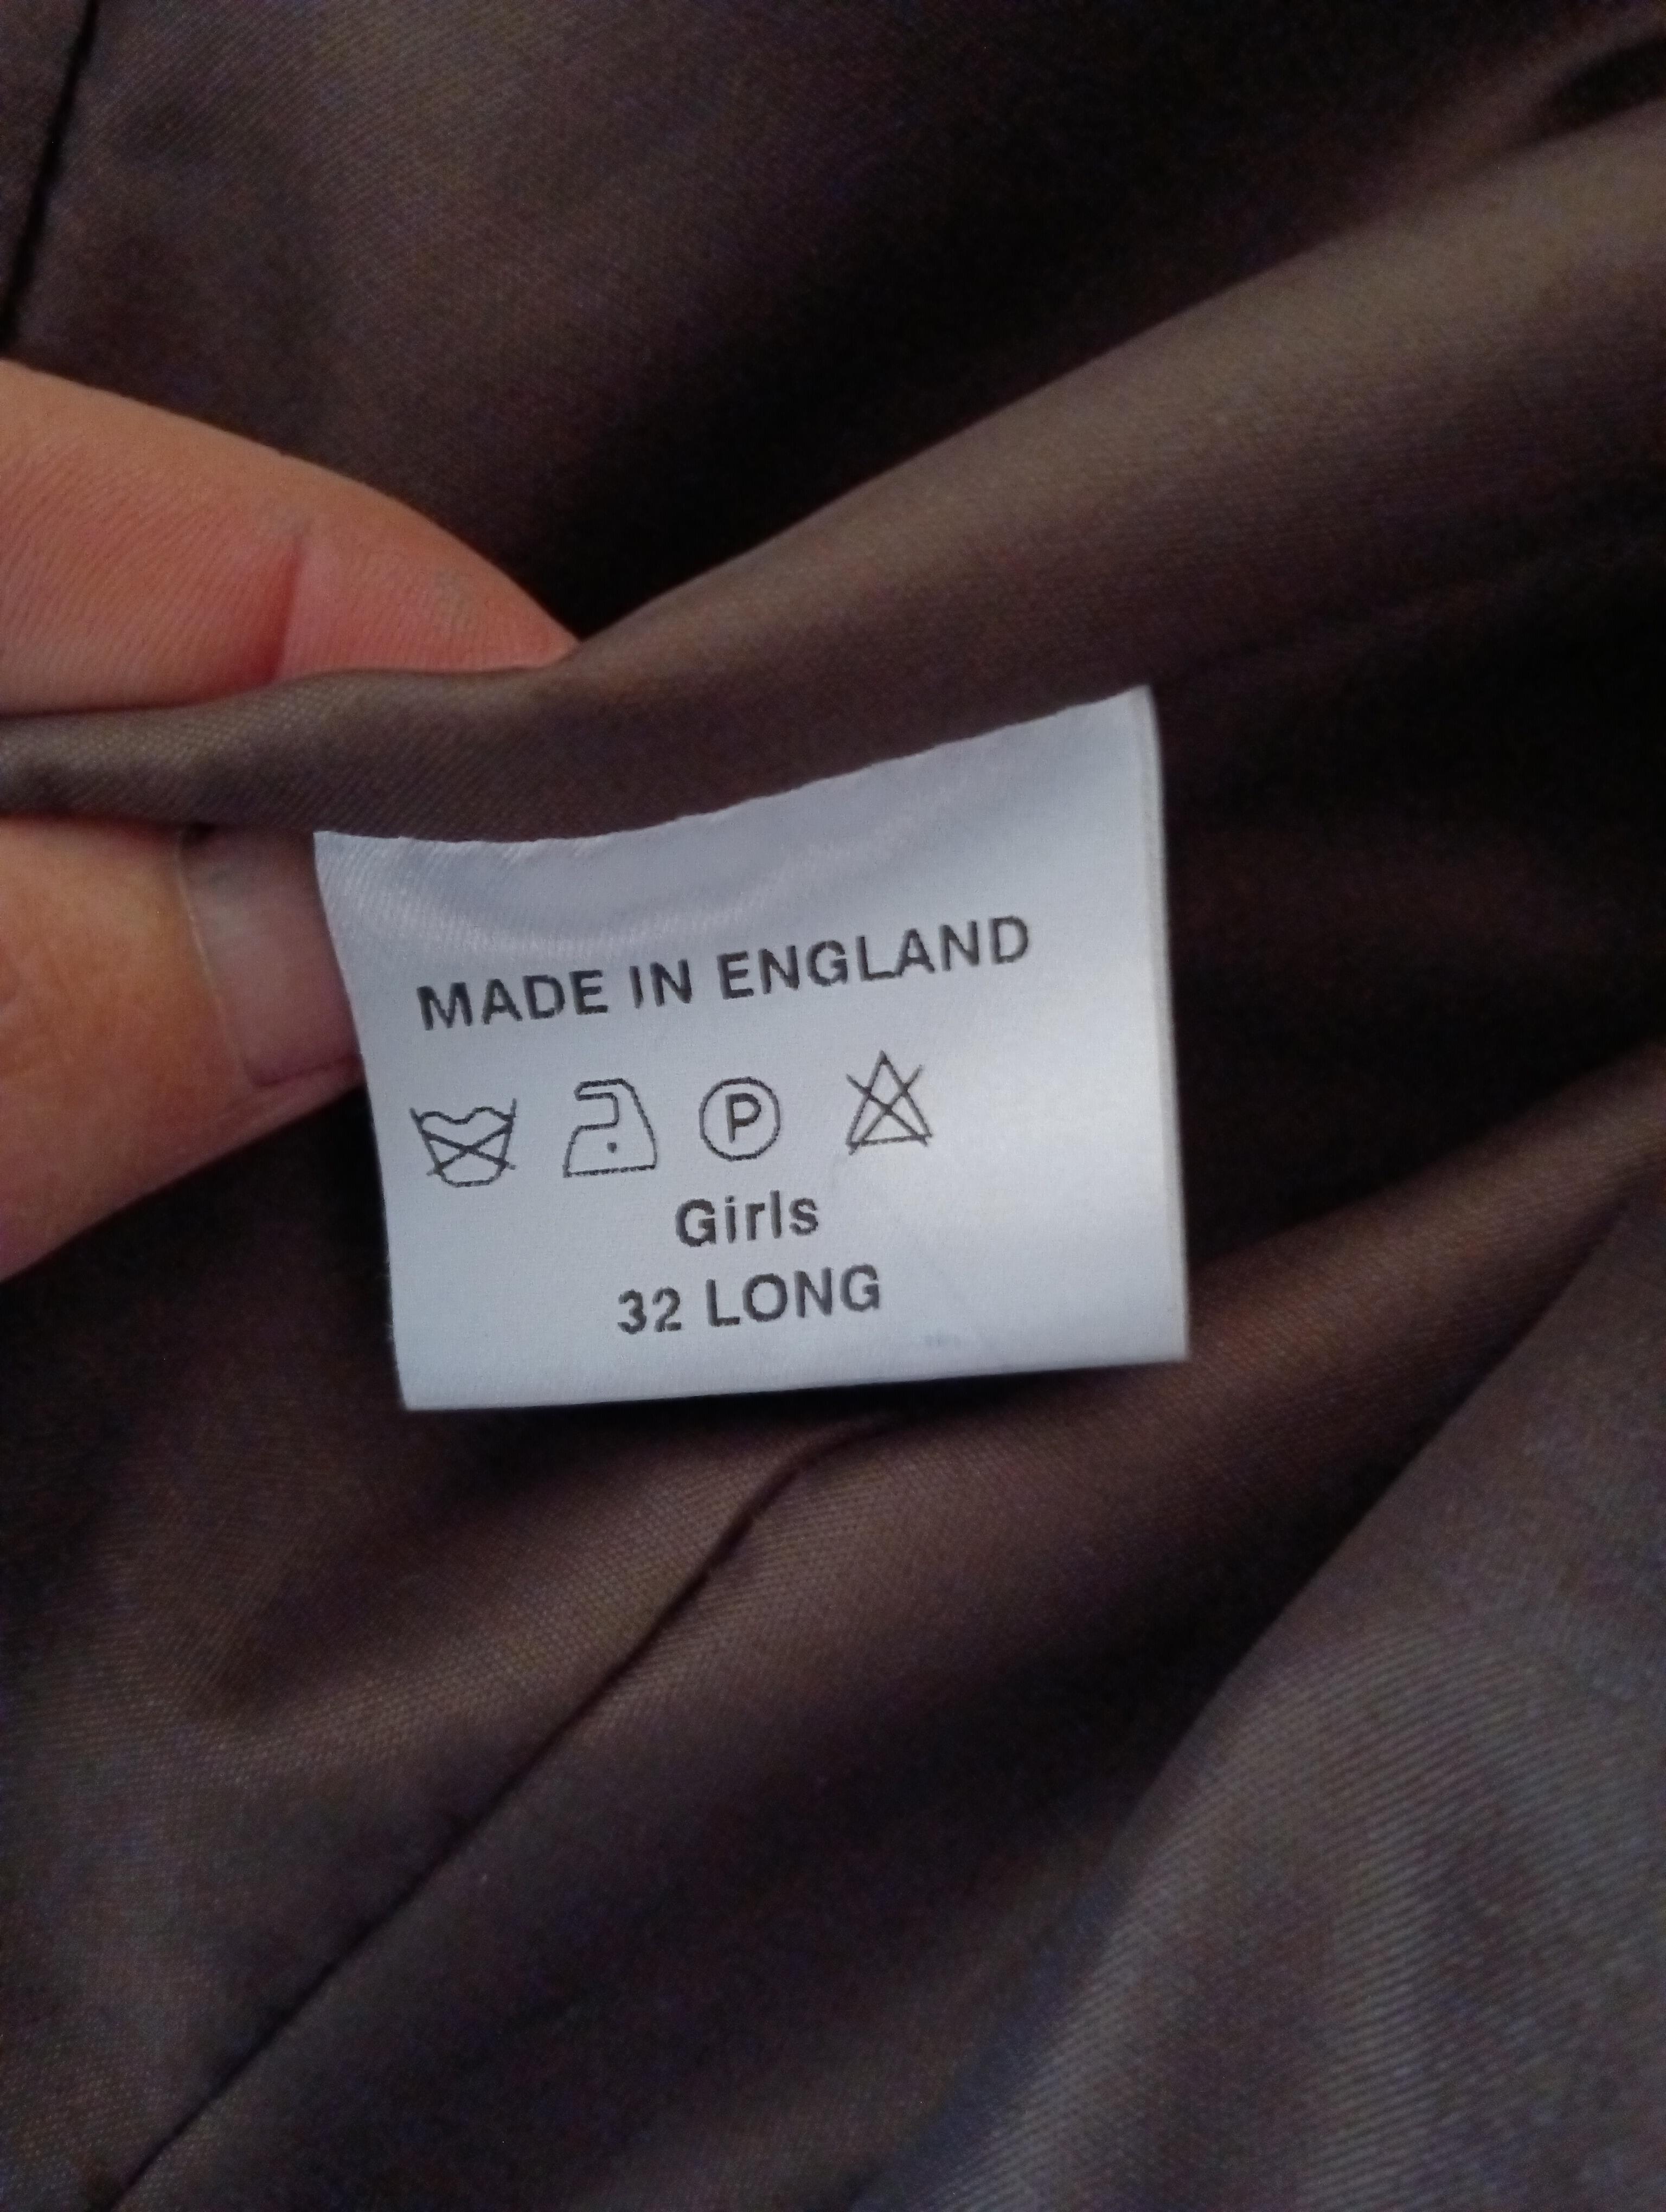 MADE IN ENGLAND
P
Girls
32 LONG